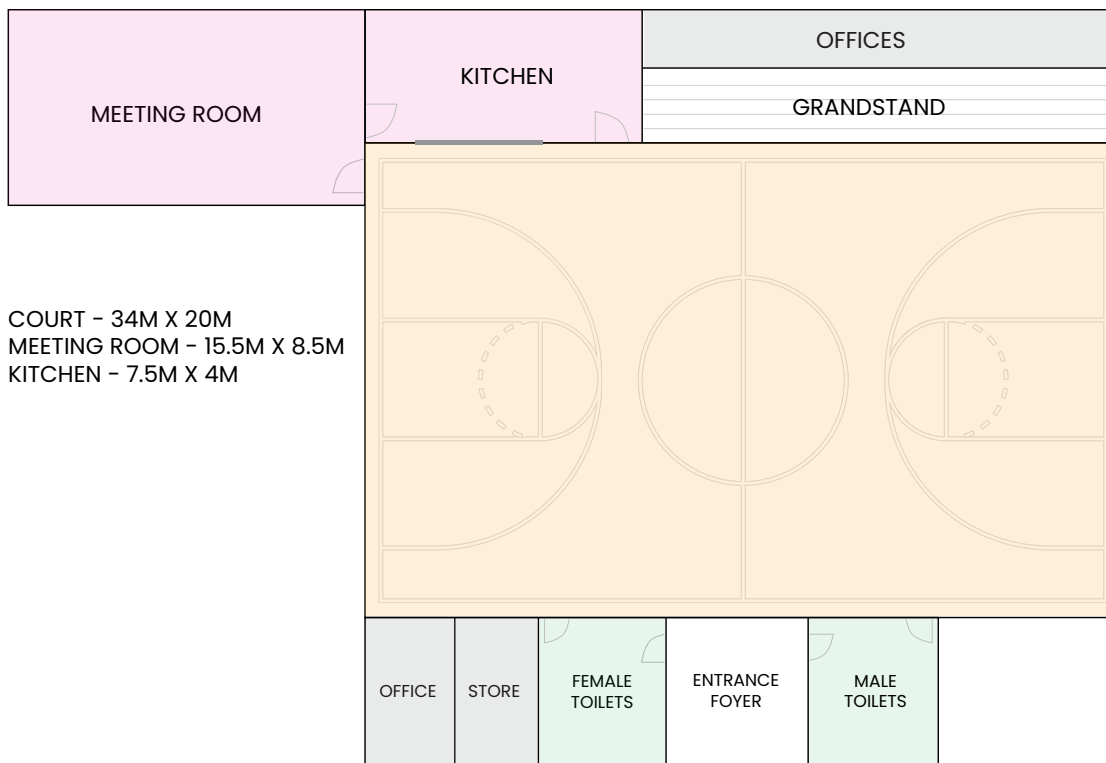 OFFICES
KITCHEN
GRANDSTAND
MEETING ROOM
COURT - 34M X 20M
MEETING ROOM - 15.5M X 8.5M
KITCHEN - 7.5M X 4M
OFFICE
STORE
FEMALE
TOILETS
ENTRANCE
FOYER
MALE
TOILETS